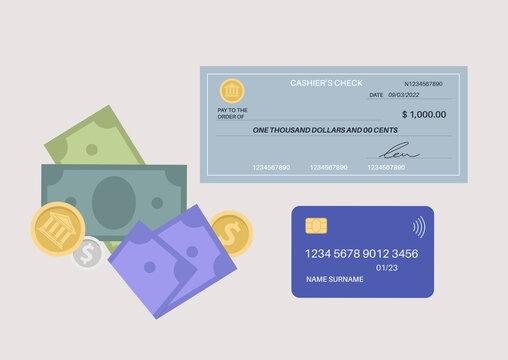 CASHIER'S CHECK
N1234567890
DATE 09/03/2022
PAY TO THE
ORDER OF
$ 1,000.00
ONE THOUSAND DOLLARS AND 00 CENTS
1234567890 1234567890 1234567890
$
$
1234 5678 9012 3456
01/23
NAME SURNAME